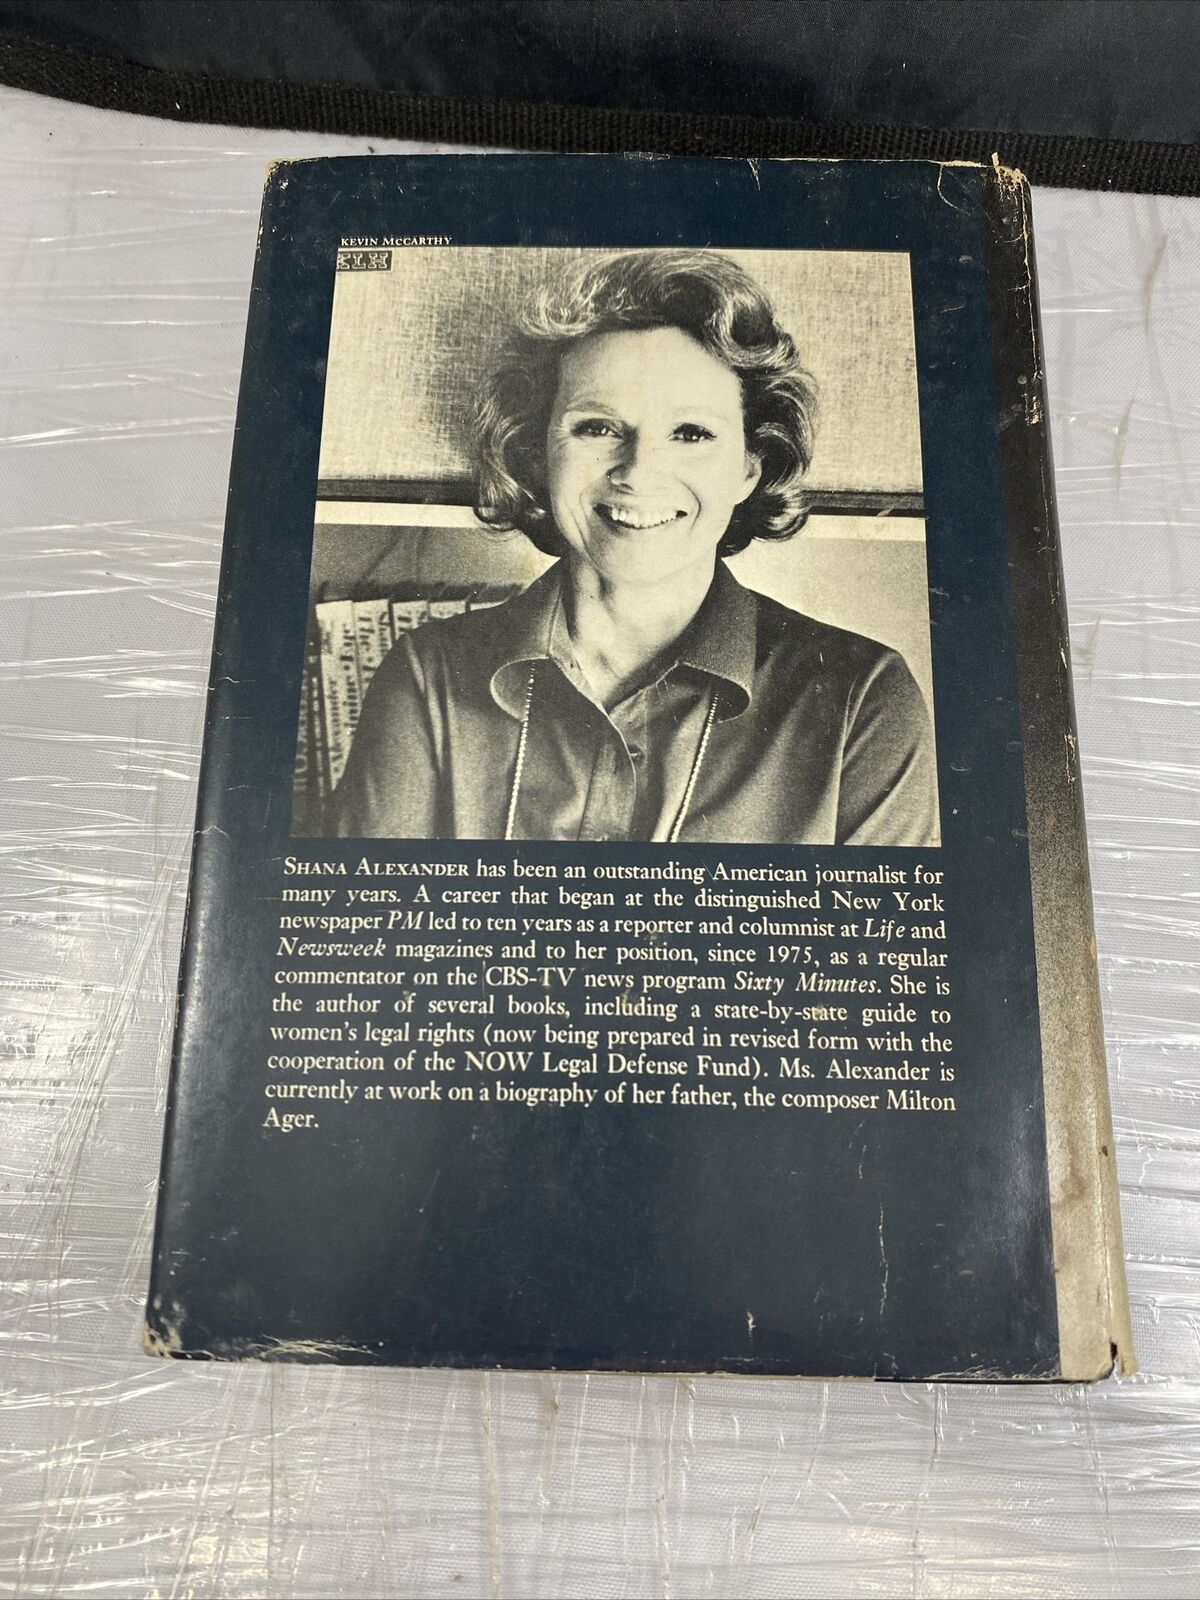 KEVIN McCARTHY
KLH
SHANA ALEXANDER has been an outstanding American journalist for
many years. A career that began at the distinguished New York
newspaper PM led to ten years as a reporter and columnist at Life and
Newsweek magazines and to her position, since 1975, as a regular
commentator on the CBS-TV news program Sixty Minutes. She is
the author of several books, including a state-by-state guide to
women's legal rights (now being prepared in revised form with the
cooperation of the NOW Legal Defense Fund). Ms. Alexander is
currently at work on a biography of her father, the composer Milton
Ager.